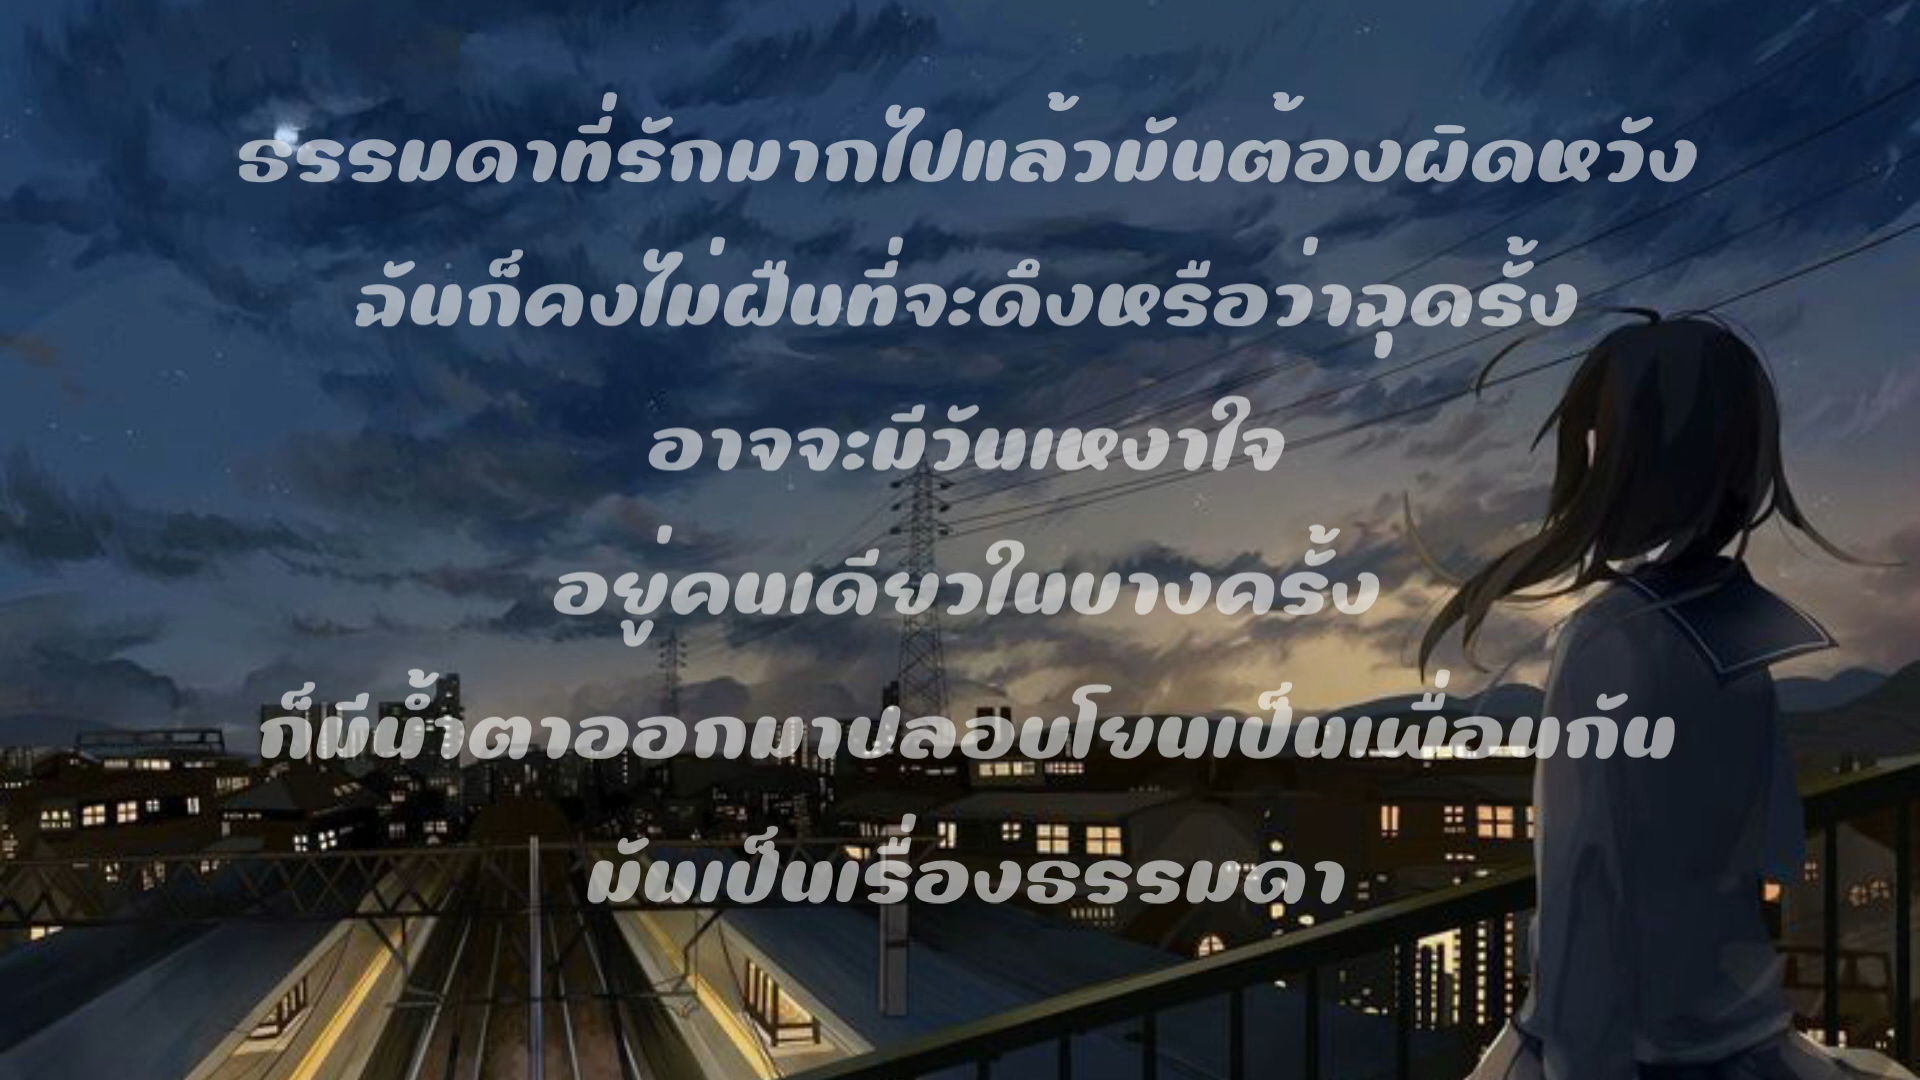 ธรรมดาที่รักมากไปแล้วมันต้องผิดหวัง
ฉันก็คงไม่ฝืนที่จะดึงหรือว่าฉุดรั้ง
อาจจะมีวันเหงาใจ
อยู่คนเดียวในบางครั้ง
ก็มีน้ำตาออกมาปลอบโยนเป็นเพื่อนกัน
มันเป็นเรื่องธรรมดา